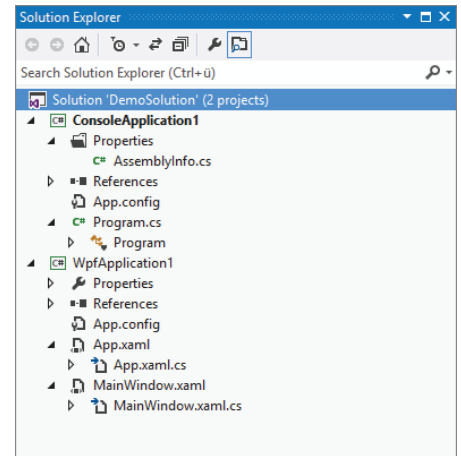 Solution Explorer
Search Solution Explorer (Ctrl+ü)
Solution 'DemoSolution' (2 projects)
C# ConsoleApplication1
Properties
C# AssemblyInfo.cs
References
App.config
C# Program.cs
Program
C# WpfApplication1
Properties
References
App.config
App.xaml
App.xaml.cs
MainWindow.xaml
MainWindow.xaml.cs